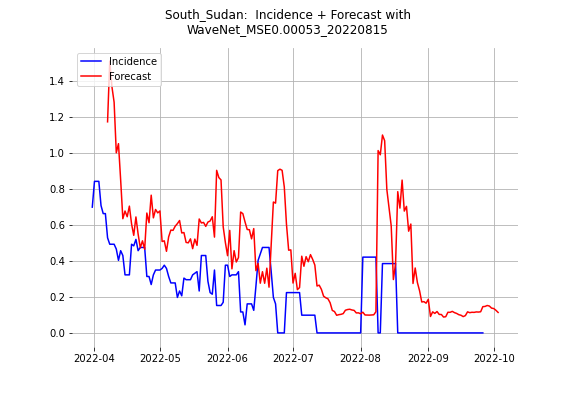 South_Sudan:  Incidence + Forecast with
WaveNet_MSE0.00053_20220815
Incidence
Forecast
1.4
1.2
1.0
0.8
0.6
0.4
0.2
0.0
2022-04 2022-05 2022-06 2022-07 2022-08 2022-09 2022-10